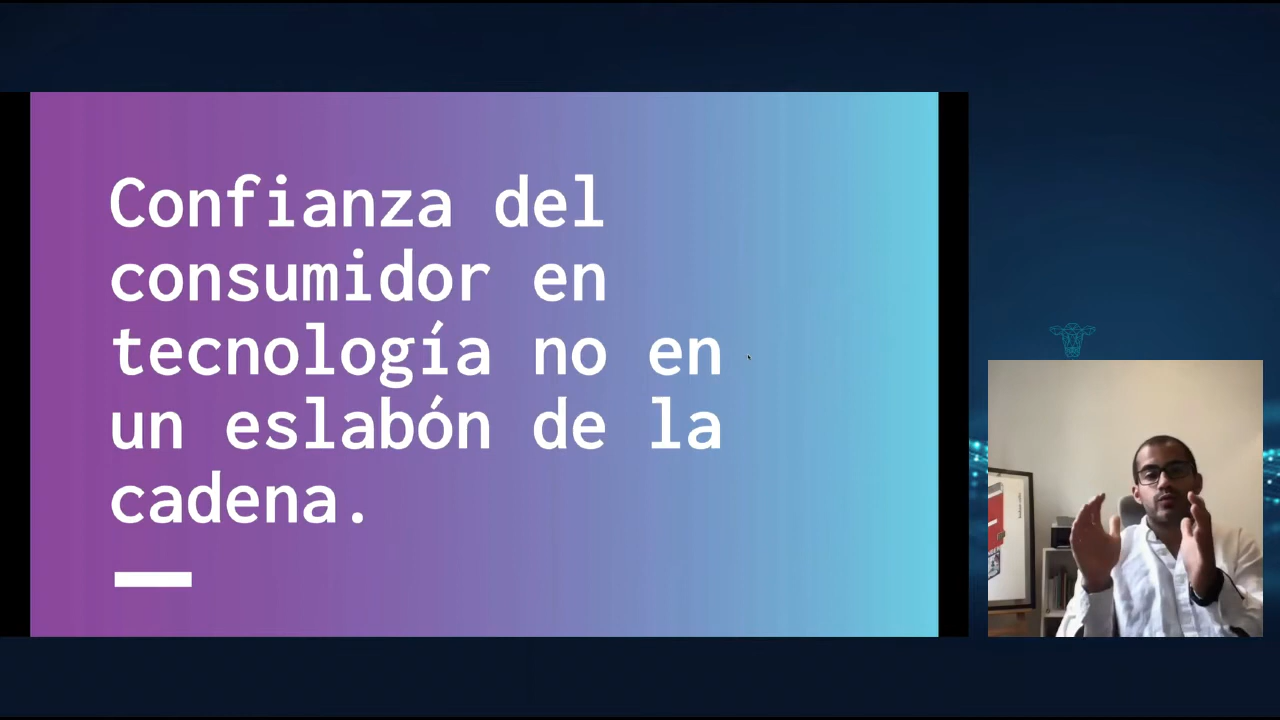 Confianza del
consumidor en
tecnología no en
un eslabón de la
cadena.